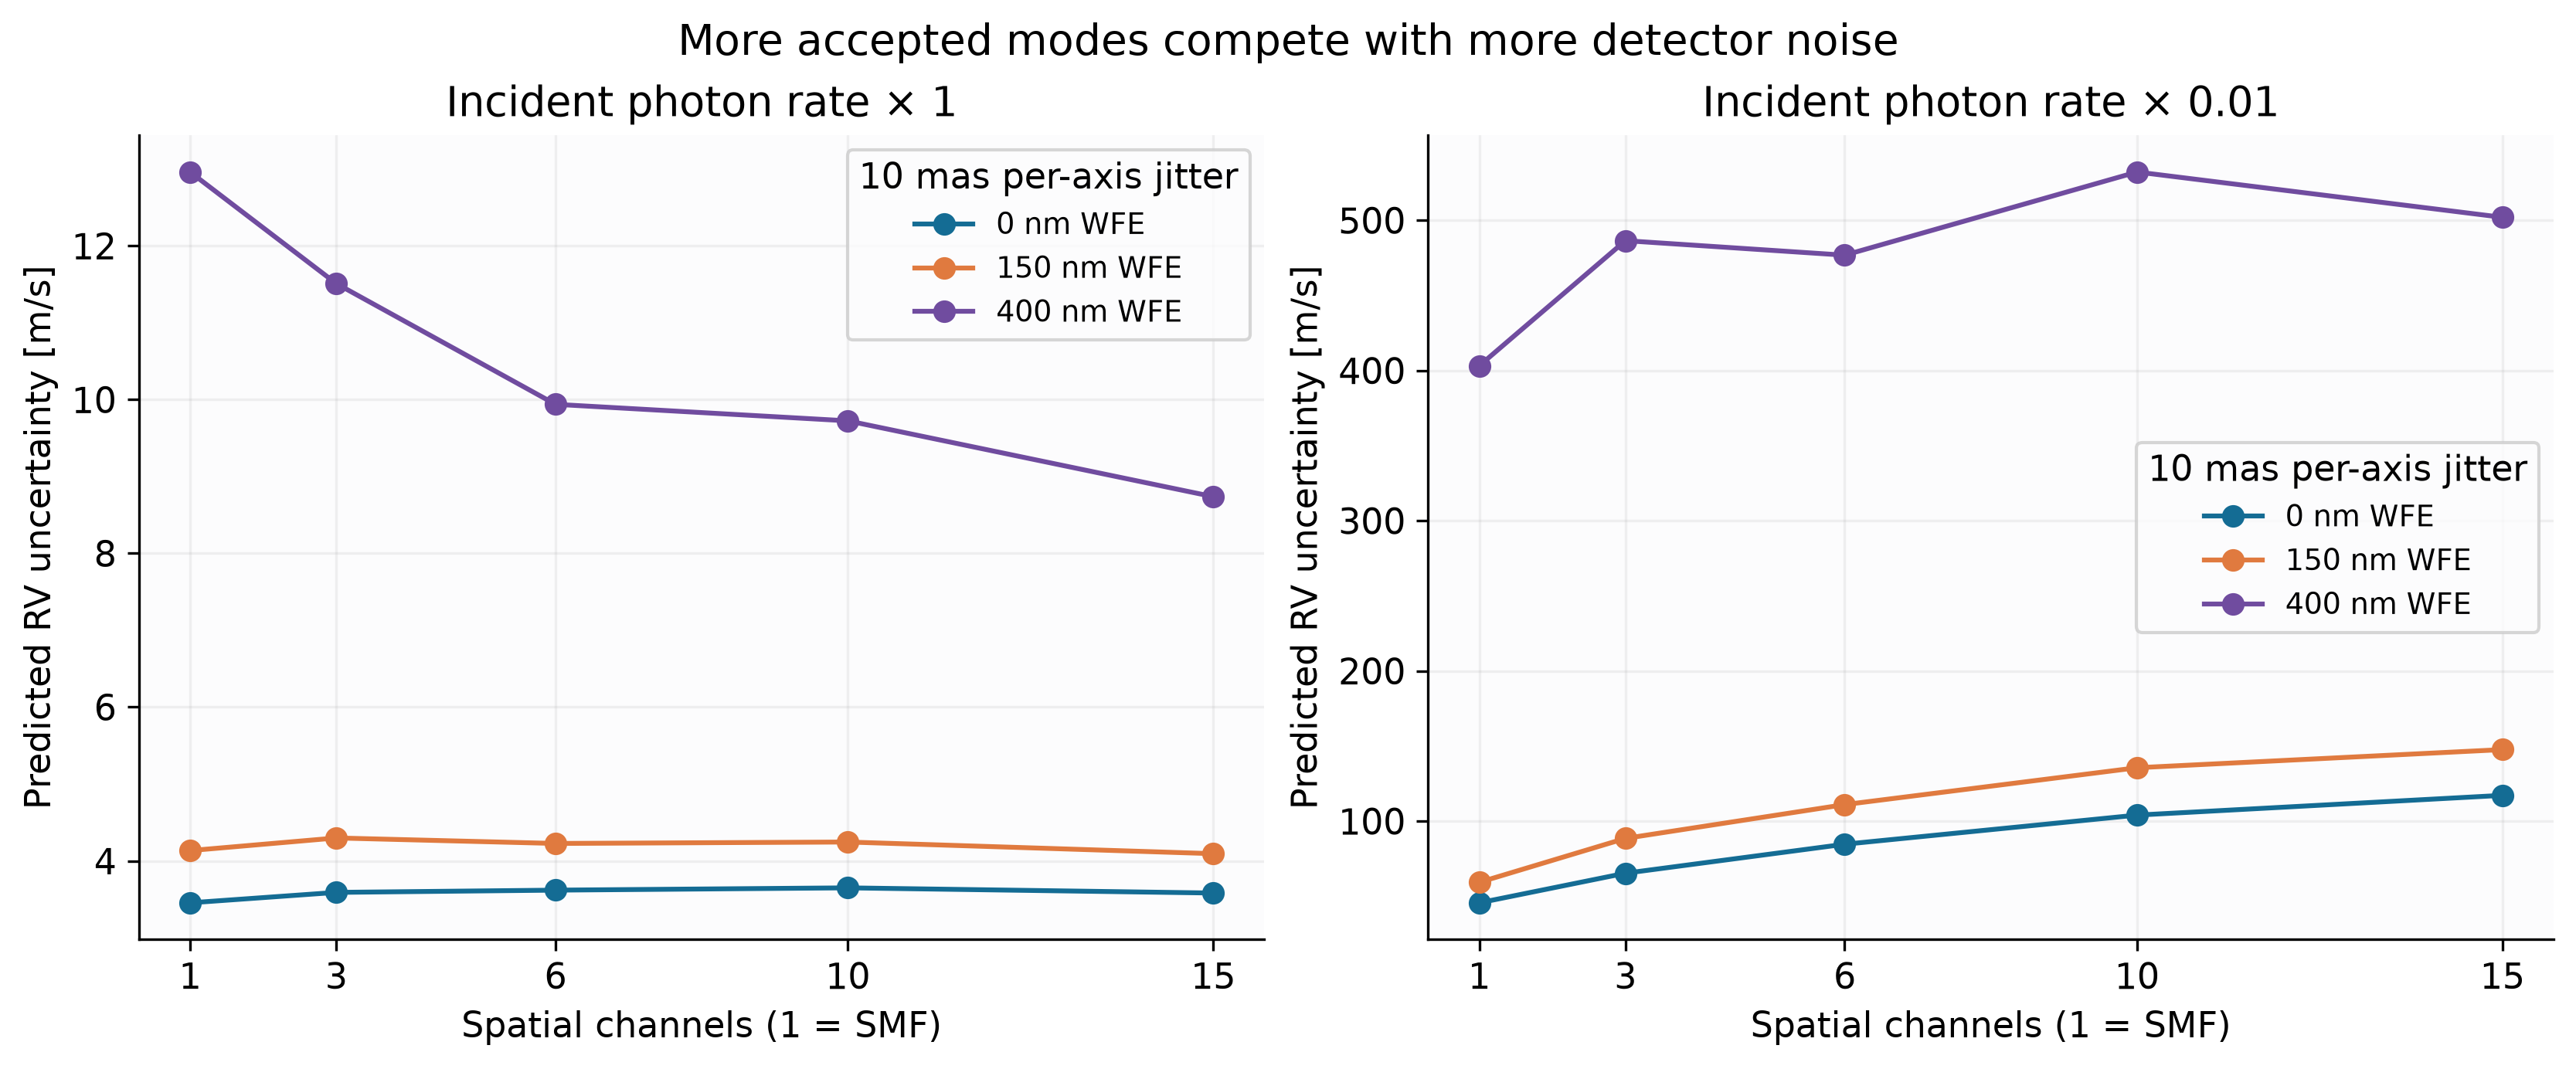 More accepted modes compete with more detector noise
Incident photon rate × 1
Predicted RV uncertainty [m/s]
12
10
8
6
4
10 mas per-axis jitter
0 nm WFE
150 nm WFE
400 nm WFE
1 3 6 10 15
Spatial channels (1 = SMF)
Incident photon rate × 0.01
Predicted RV uncertainty [m/s]
500
400
300
200
100
10 mas per-axis jitter
0 nm WFE
150 nm WFE
400 nm WFE
1 3 6 10 15
Spatial channels (1 = SMF)